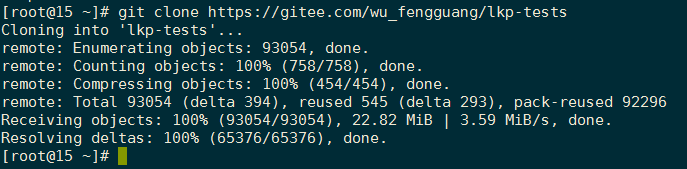 [root@15 ~]# git clone https://gitee.com/wu_fengguang/lkp-tests
Cloning into 'lkp-tests'...
remote: Enumerating objects: 93054, done.
remote: Counting objects: 100% (758/758), done.
remote: Compressing objects: 100% (454/454), done.
remote: Total 93054 (delta 394), reused 545 (delta 293), pack-reused 92296
Receiving objects: 100% (93054/93054), 22.82 MiB | 3.59 MiB/s, done.
Resolving deltas: 100% (65376/65376), done.
[root@15 ~]#